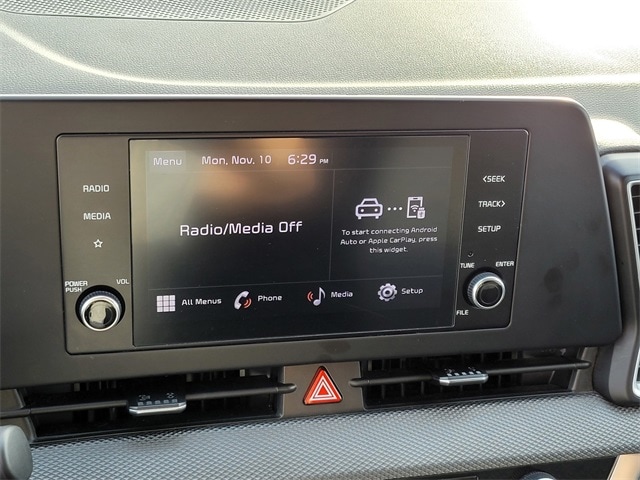 Menu Mon, Nov. 10 6:29 PM
RADIO
MEDIA
POWER
PUSH
VOL
Radio/Media Off
To start connecting Android
Auto or Apple CarPlay, press
this widget.
All Menus Phone Media Setup
<SEEK
TRACK>
SETUP
TUNE ENTER
FILE